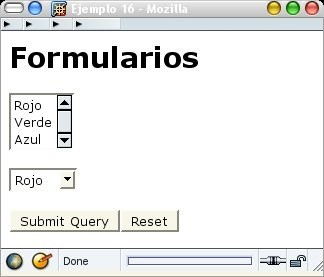 Ejemplo 16 - Mozilla
Formularios
Rojo
Verde
Azul
Rojo
Submit Query Reset
Done